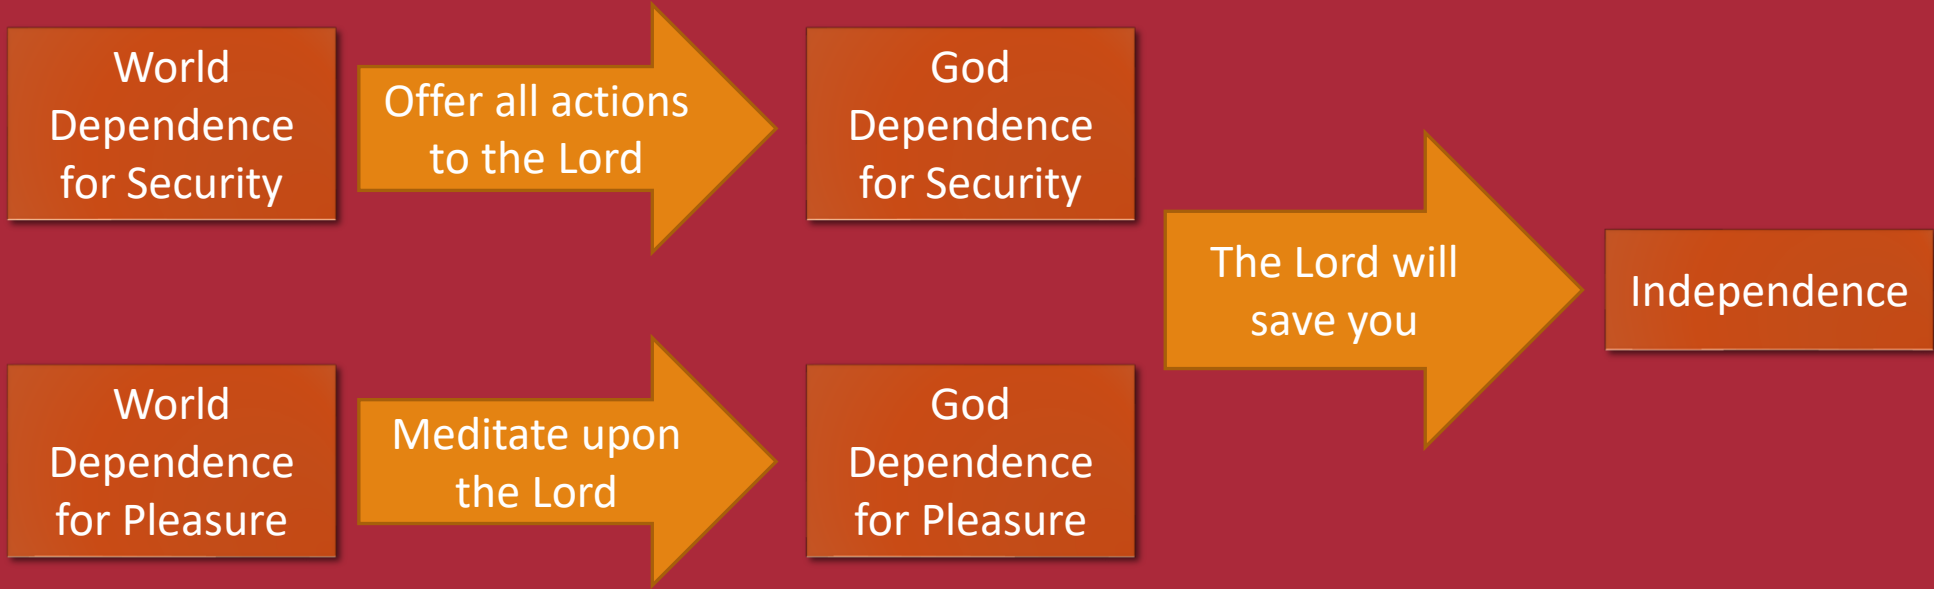 World
Dependence
for Security
Offer all actions
to the Lord
God
Dependence
for Security
World
Dependence
for Pleasure
Meditate upon
the Lord
God
Dependence
for Pleasure
The Lord will
save you
Independence